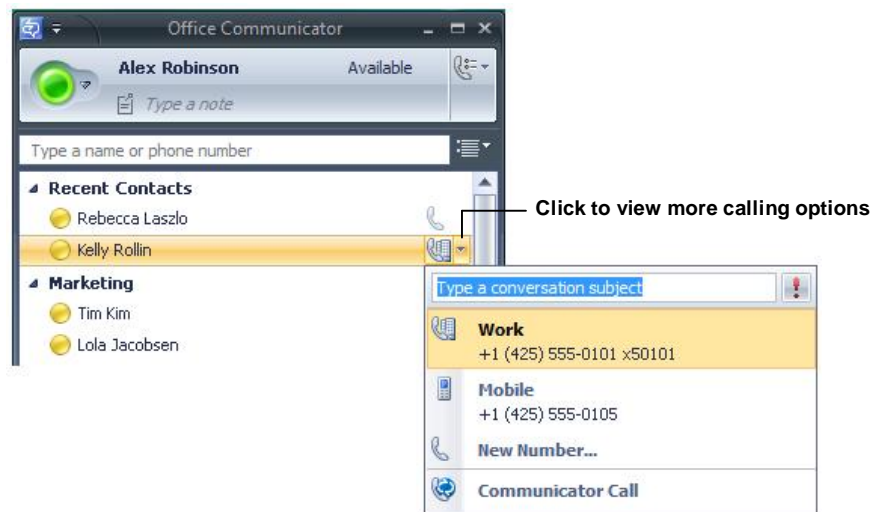 Office Communicator
Alex Robinson Available
Type a note
Type a name or phone number
Recent Contacts
Rebecca Laszlo
Click to view more calling options
Kelly Rollin
Marketing
Type a conversation subject
Tim Kim
Work
Lola Jacobsen
+1 (425) 555-0101 x50101
Mobile
+1 (425) 555-0105
New Number...
Communicator Call